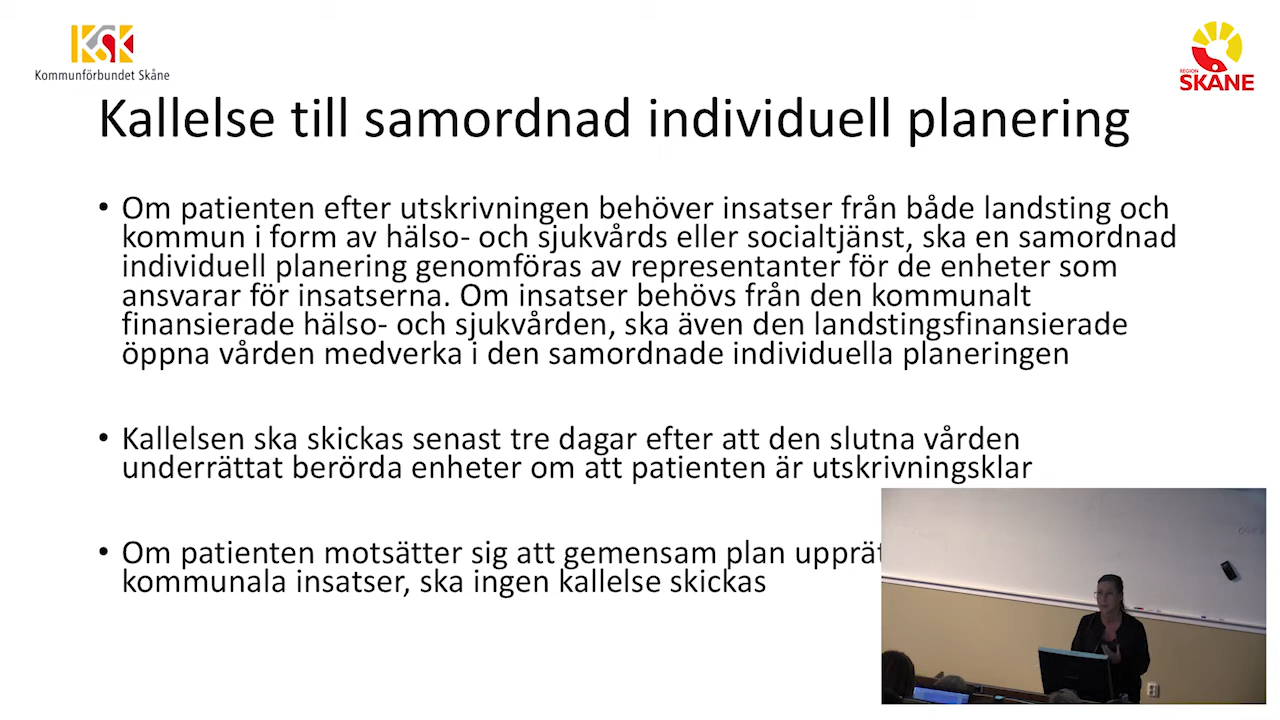 KSK
Kommunförbundet Skåne
REGION
SKÅNE
Kallelse till samordnad individuell planering
• Om patienten efter utskrivningen behöver insatser från både landsting och
kommun i form av hälso- och sjukvårds eller socialtjänst, ska en samordnad
individuell planering genomföras av representanter för de enheter som
ansvarar för insatserna. Om insatser behövs från den kommunalt
finansierade hälso- och sjukvården, ska även den landstingsfinansierade
öppna vården medverka i den samordnade individuella planeringen
• Kallelsen ska skickas senast tre dagar efter att den slutna vården
underrättat berörda enheter om att patienten är utskrivningsklar
• Om patienten motsätter sig att gemensam plan upprät
kommunala insatser, ska ingen kallelse skickas